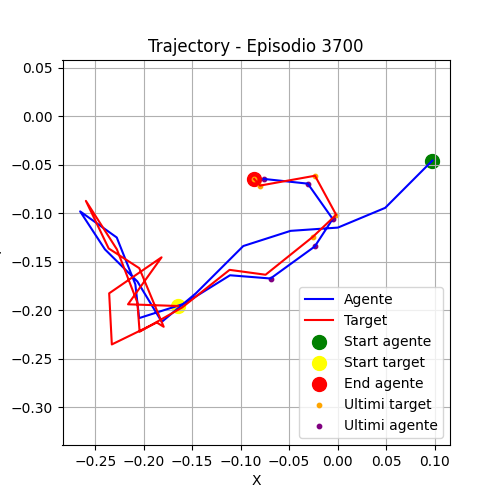 Trajectory - Episodio 3700
0.05
0.00
−0.05
−0.10
−0.15
−0.20
−0.25
−0.30
Agente
Target
Start agente
Start target
End agente
Ultimi target
Ultimi agente
−0.25 −0.20 −0.15 −0.10 −0.05 0.00 0.05 0.10
X